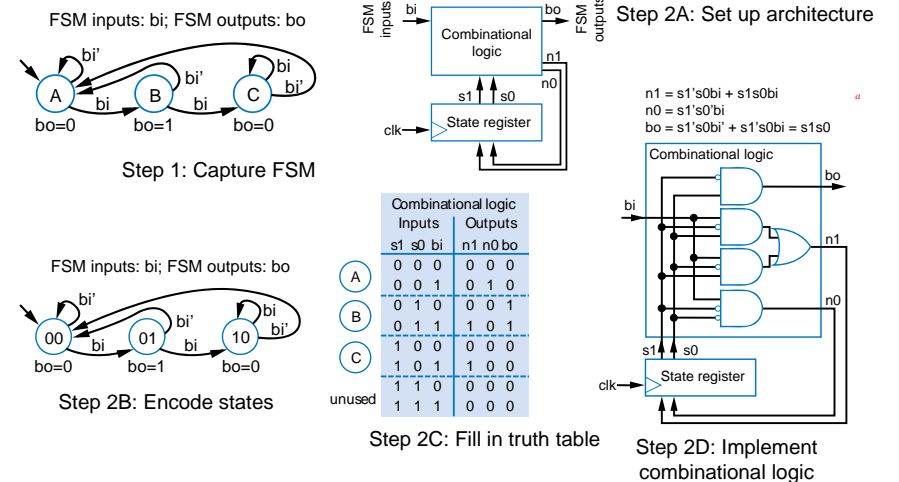 FSM inputs: bi; FSM outputs: bo
bi'
bi'
bi
bi'
A
B
C
bi
bi
bo=0
bo=1
bo=0
Step 1: Capture FSM
FSM inputs
bi
bo
FSM outputs
Combinational logic
n1
n0
s1
s0
clk
State register
Step 2A: Set up architecture
FSM inputs: bi; FSM outputs: bo
bi'
bi'
bi
bi'
00
01
10
bi
bi
bo=0
bo=1
bo=0
Step 2B: Encode states
Combinational logic
Inputs Outputs
s1 s0 bi n1 n0 bo
A
0 0 0 0 0 0
0 0 1 0 1 0
B
0 1 0 0 0 1
0 1 1 1 0 1
C
1 0 0 0 0 0
1 0 1 1 0 0
unused
1 1 0 0 0 0
1 1 1 0 0 0
Step 2C: Fill in truth table
n1 = s1's0bi + s1s0bi
a
n0 = s1's0'bi
bo = s1's0bi' + s1's0bi = s1s0
Combinational logic
bo
bi
n1
n0
s1
s0
clk
State register
Step 2D: Implement
combinational logic